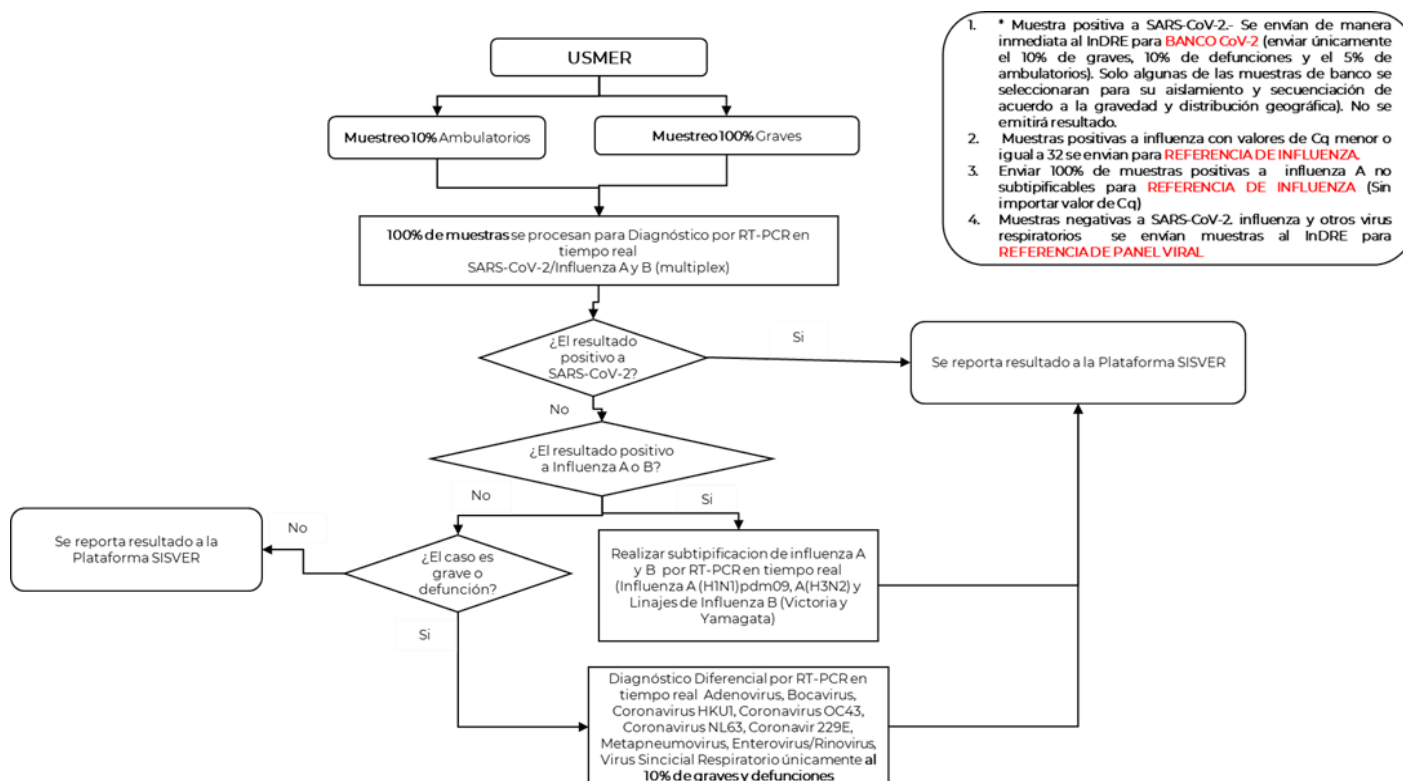 USMER
Muestreo 10% Ambulatorios
Muestreo 100% Graves
100% de muestras se procesan para Diagnóstico por RT-PCR en
tiempo real
SARS-CoV-2/Influenza A y B (multiplex)
¿El resultado
positivo a
SARS-CoV-2?
Si
Se reporta resultado a la Plataforma SISVER
No
¿El resultado positivo
a Influenza A o B?
No
Si
Se reporta resultado a la
Plataforma SISVER
No
¿El caso es
grave o
defunción?
Si
Realizar subtipificacion de influenza A
y B por RT-PCR en tiempo real
(Influenza A (H1N1)pdm09, A(H3N2) y
Linajes de Influenza B (Victoria y
Yamagata)
Diagnóstico Diferencial por RT-PCR en
tiempo real Adenovirus, Bocavirus,
Coronavirus HKU1, Coronavirus OC43,
Coronavirus NL63, Coronavir 229E,
Metapneumovirus, Enterovirus/Rinovirus,
Virus Sincicial Respiratorio únicamente al
10% de graves y defunciones
1. * Muestra positiva a SARS-CoV-2.- Se envían de manera
inmediata al InDRE para BANCO CoV-2 (enviar únicamente
el 10% de graves, 10% de defunciones y el 5% de
ambulatorios). Solo algunas de las muestras de banco se
seleccionaran para su aislamiento y secuenciación de
acuerdo a la gravedad y distribución geográfica). No se
emitirá resultado.
2. Muestras positivas a influenza con valores de Cq menor o
igual a 32 se envian para REFERENCIA DE INFLUENZA.
3. Enviar 100% de muestras positivas a influenza A no
subtipificables para REFERENCIA DE INFLUENZA (Sin
importar valor de Cq)
4. Muestras negativas a SARS-CoV-2. influenza y otros virus
respiratorios se envían muestras al InDRE para
REFERENCIA DE PANEL VIRAL